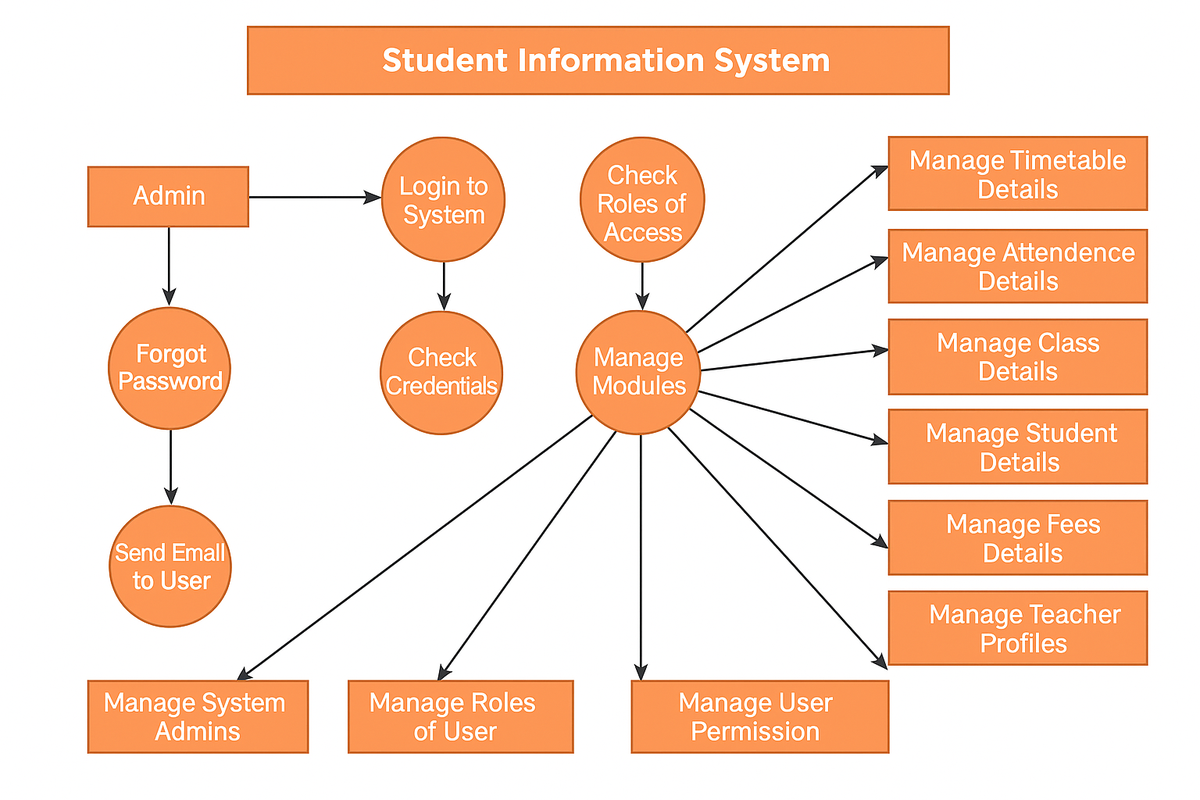 Student Information System
Admin
Login to
System
Check
Roles of
Access
Manage Timetable
Details
Manage Attendence
Details
Forgot
Password
Check
Credentials
Manage
Modules
Manage Class
Details
Manage Student
Details
Send Emall
to User
Manage Fees
Details
Manage Teacher
Profiles
Manage System
Admins
Manage Roles
of User
Manage User
Permission